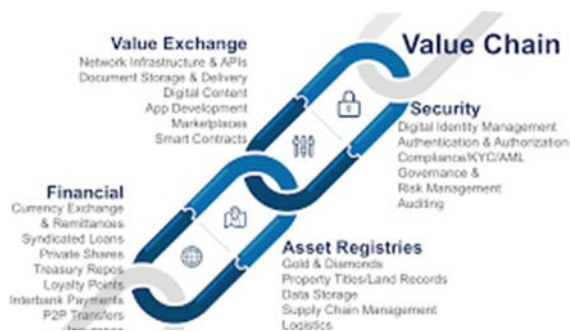 Value Chain
Value Exchange
Network Infrastructure & APIs
Document Storage & Delivery
Digital Content
App Development
Marketplaces
Smart Contracts
Security
Digital Identity Management
Authentication & Authorization
Compliance/KYC/AML
Governance &
Risk Management
Auditing
Financial
Currency Exchange
& Remittances
Syndicated Loans
Private Shares
Treasury Repos
Loyalty Points
Interbank Payments
P2P Transfers
Asset Registries
Gold & Diamonds
Property Titles/Land Records
Data Storage
Supply Chain Management
Logistics